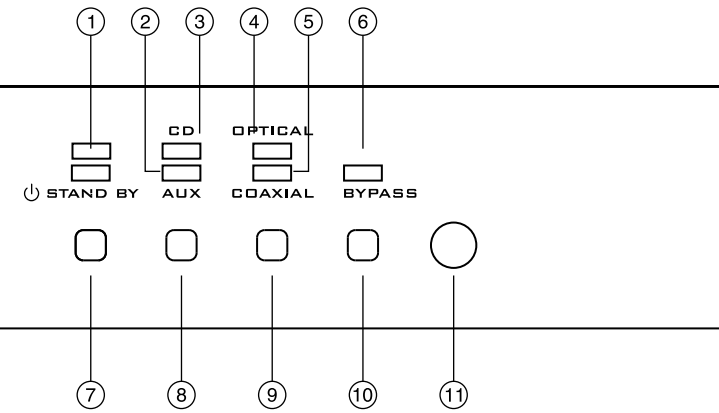 1 2 3 4 5 6
CD OPTICAL
STAND BY AUX COAXIAL BYPASS
7 8 9 10 11